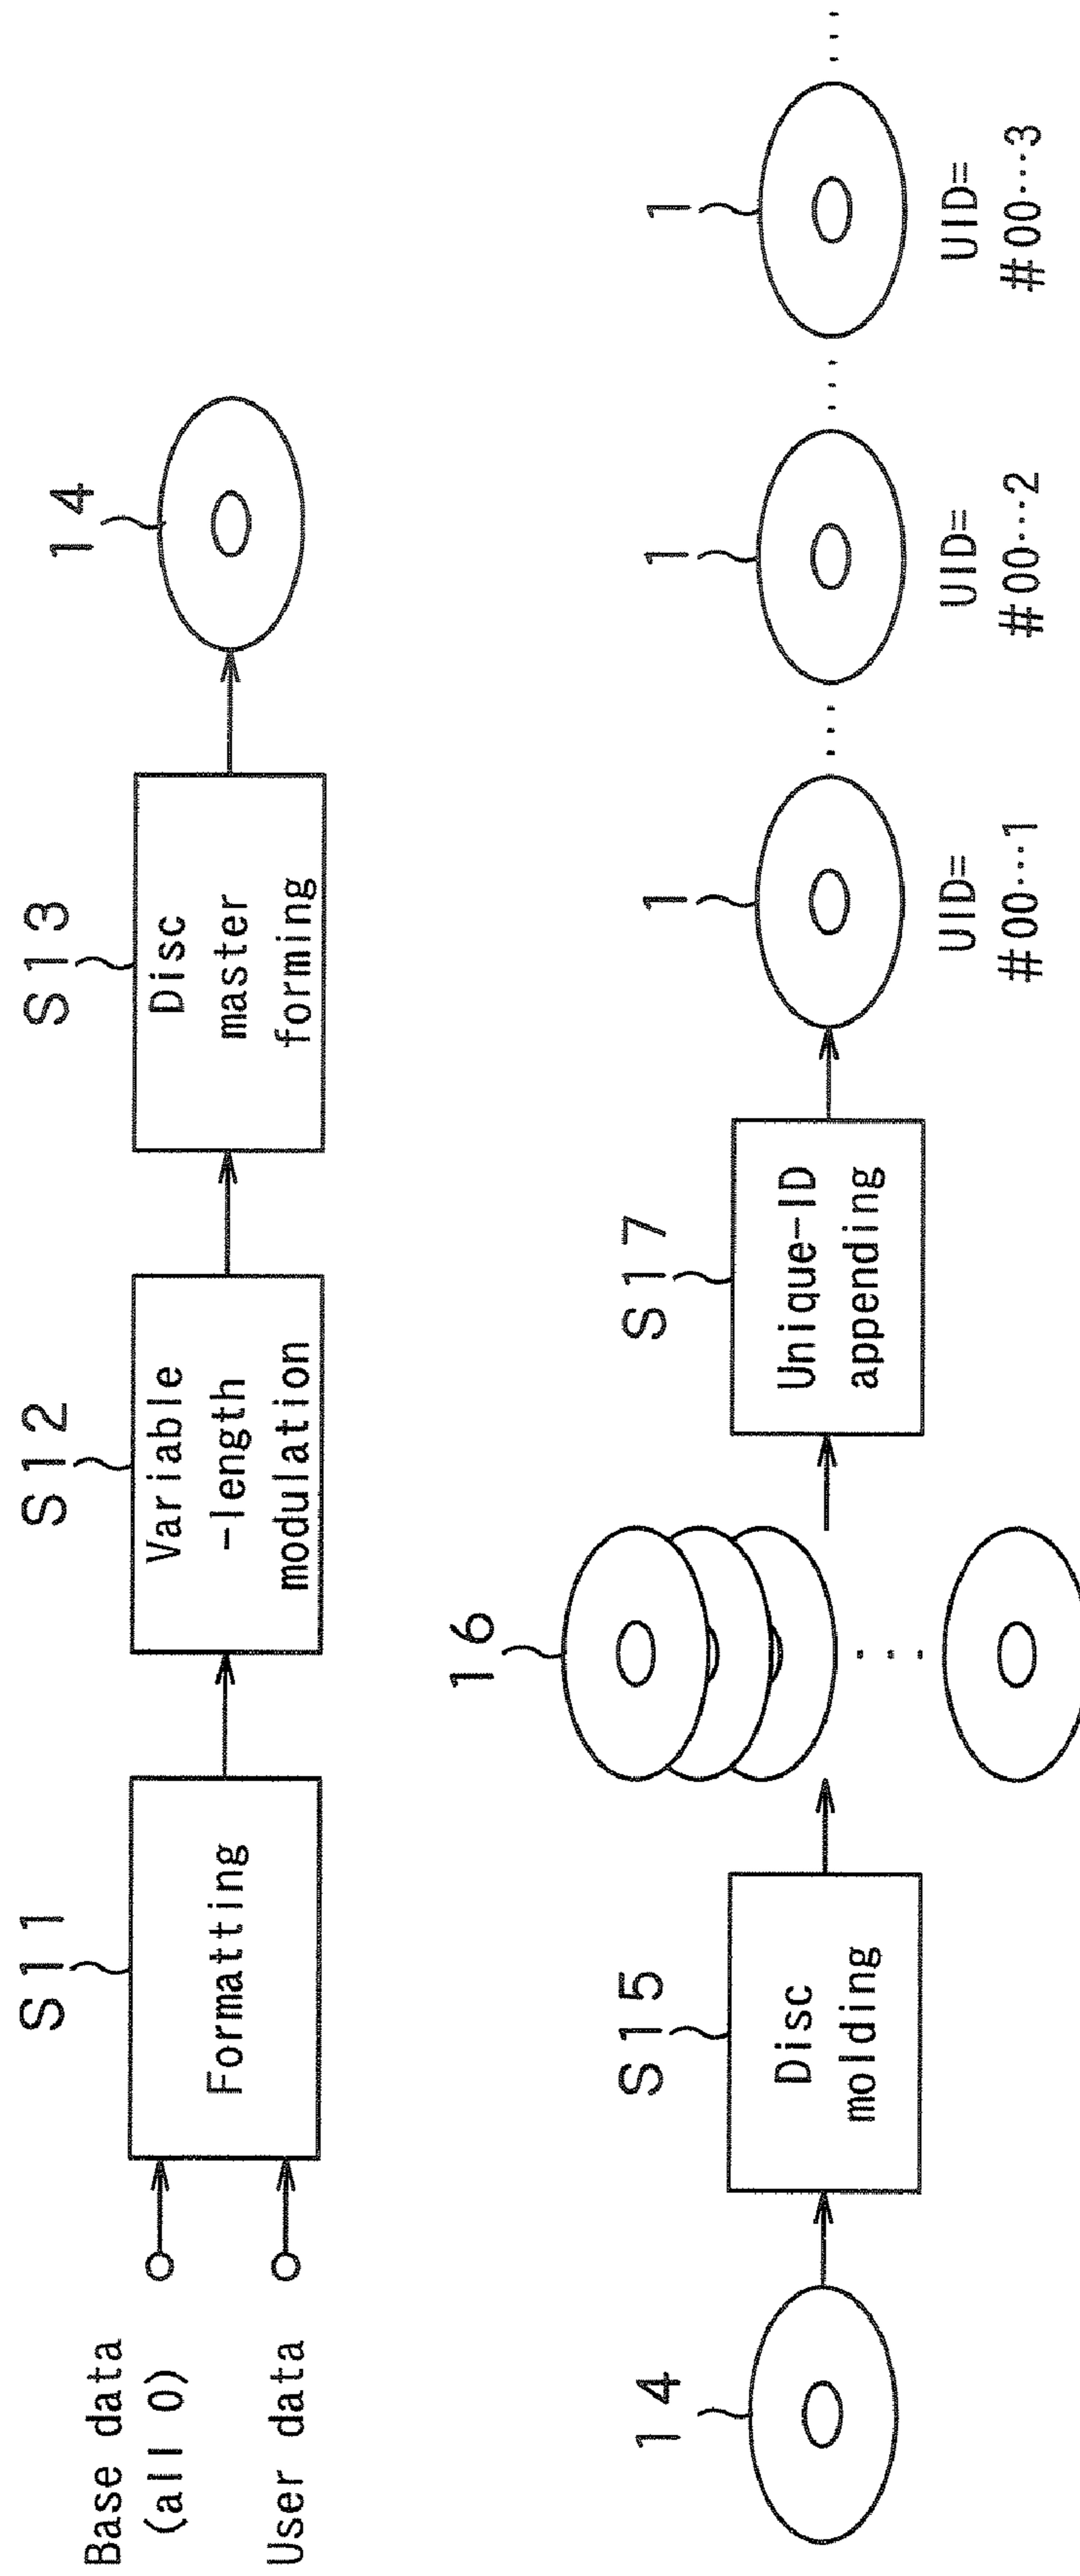 Base data
(all 0)
User data
S11
Formatting
S12
Variable
-length
modulation
S13
Disc
master
forming
14
14
S15
Disc
molding
16
S17
Unique-ID
appending
1
UID=
#00···1
···
1
UID=
#00···2
···
1
UID=
#00···3
···